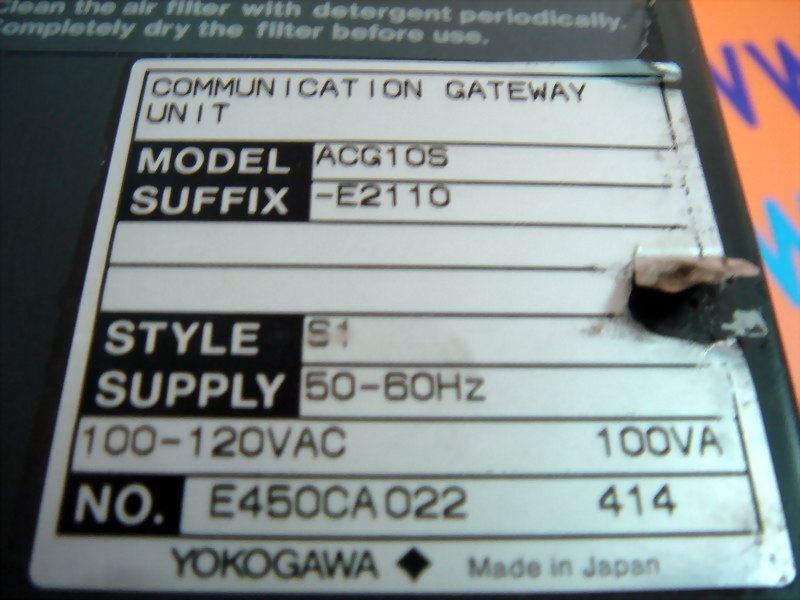 Clean the air filter with detergent periodically.
Completely dry the filter before use.
COMMUNICATION GATEWAY
UNIT
MODEL ACG10S
SUFFIX -E2110
STYLE S1
SUPPLY 50-60Hz
100-120VAC 100VA
NO. E450CA022 414
YOKOGAWA ◆ Made in Japan